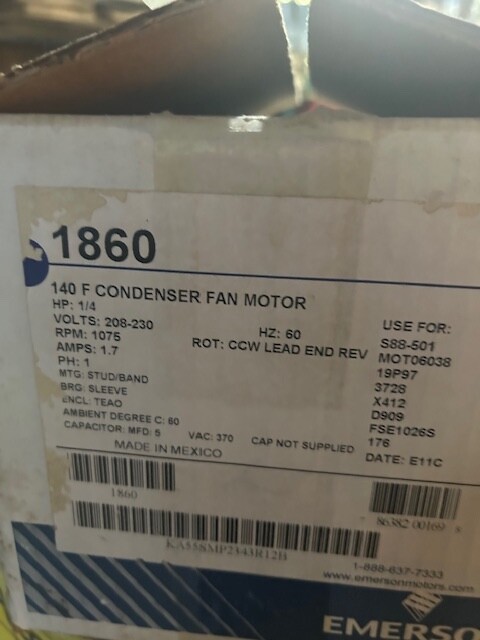 1860
140 F CONDENSER FAN MOTOR
HP: 1/4
VOLTS: 208-230 HZ: 60
RPM: 1075 ROT: CCW LEAD END REV
AMPS: 1.7
PH: 1
MTG: STUD/BAND
BRG: SLEEVE
ENCL: TEAO
AMBIENT DEGREE C: 60
CAPACITOR: MFD: 5 VAC: 370 CAP NOT SUPPLIED
MADE IN MEXICO
USE FOR:
S88-501
MOT06038
19P97
3728
X412
D909
FSE1026S
176
DATE: E11C
1860
86382 00169
KA55SMP2343R12B
1-888-637-7333
www.emersonmotors.com
EMERSO